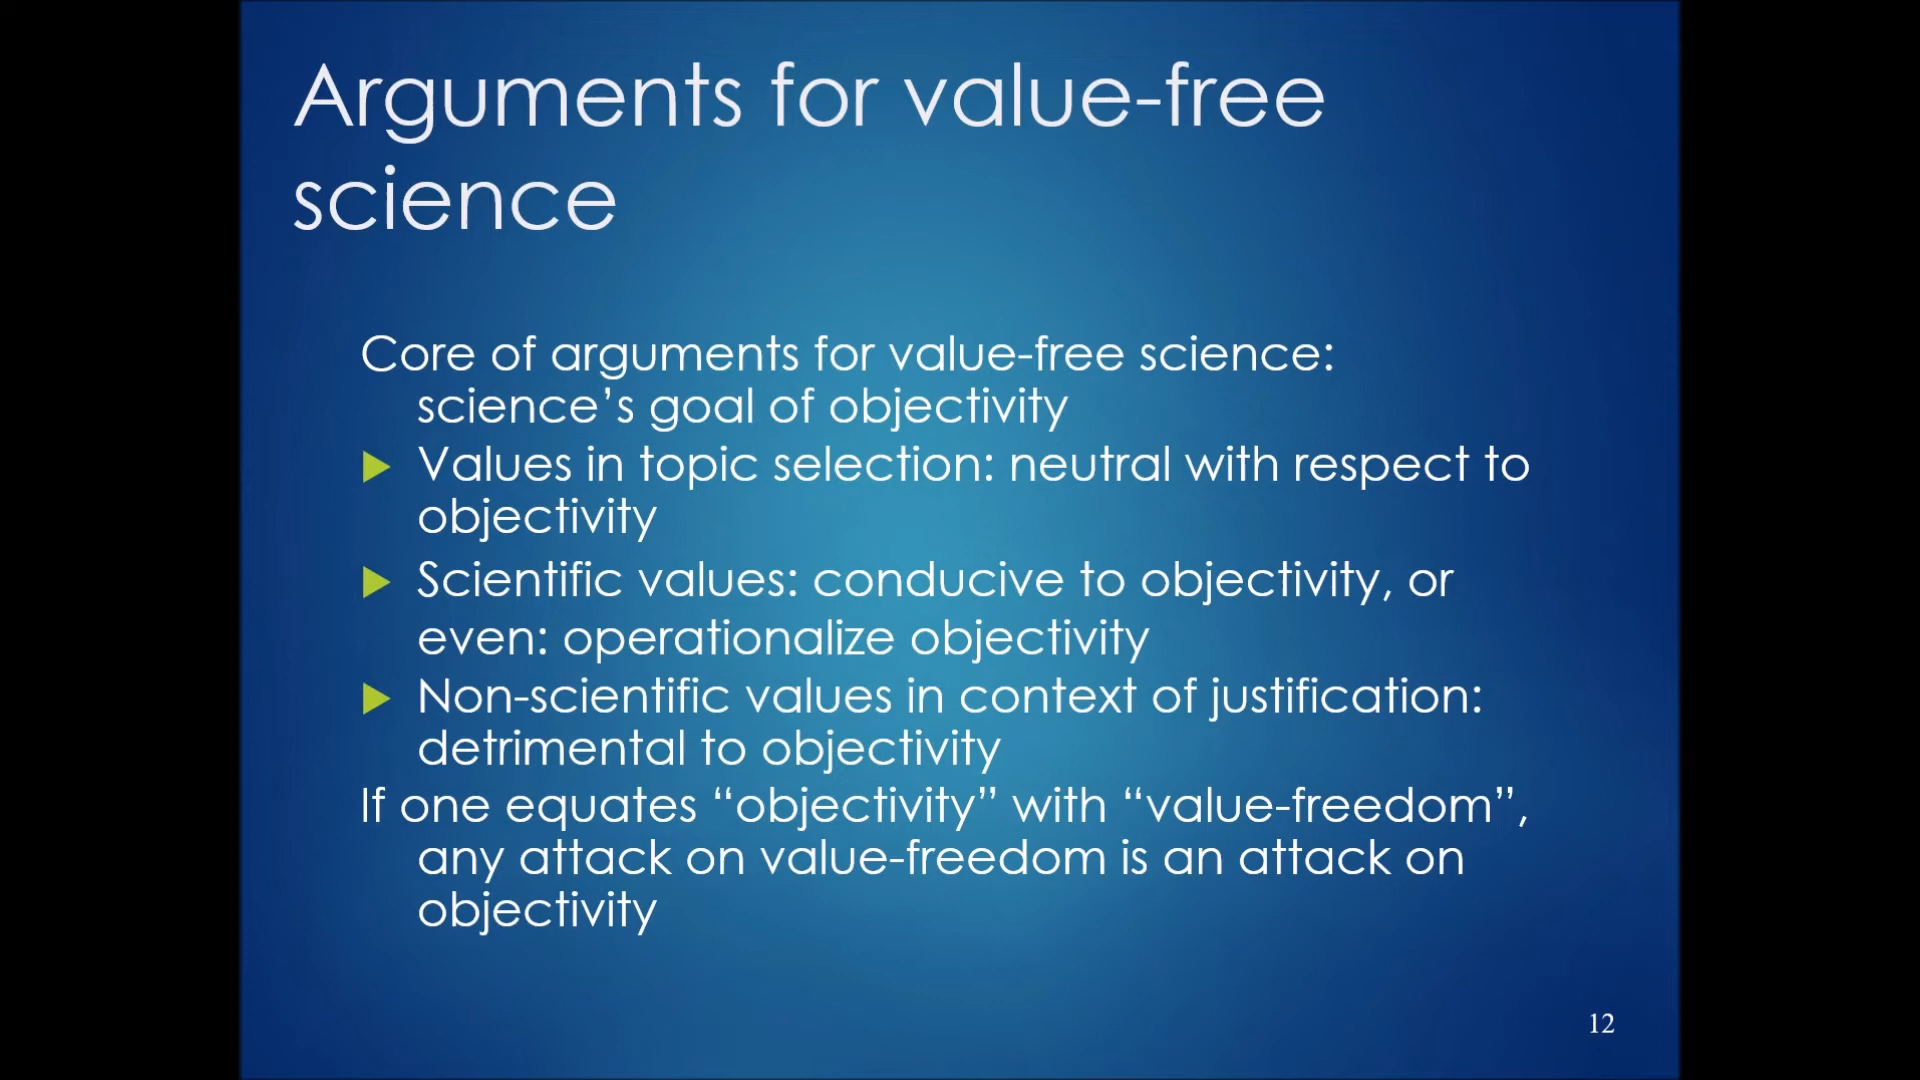 Arguments for value-free
science
Core of arguments for value-free science:
science’s goal of objectivity
Values in topic selection: neutral with respect to
objectivity
Scientific values: conducive to objectivity, or
even: operationalize objectivity
Non-scientific values in context of justification:
detrimental to objectivity
If one equates “objectivity” with “value-freedom”,
any attack on value-freedom is an attack on
objectivity
12